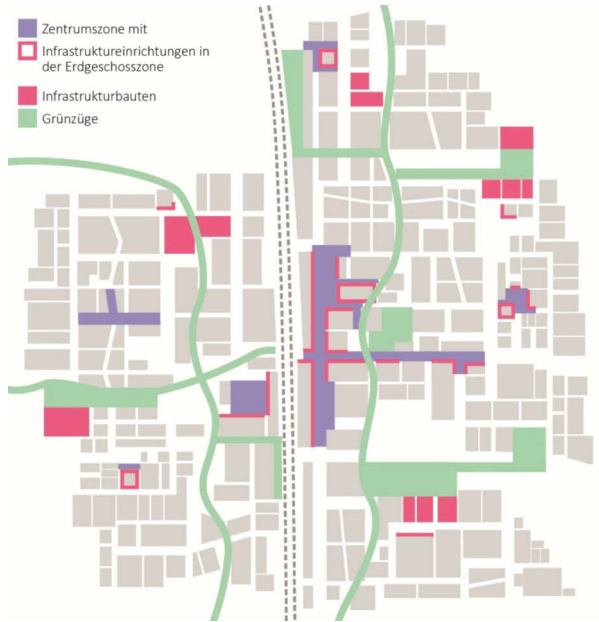 Zentrumszone mit
Infrastruktureinrichtungen in
der Erdgeschosszone
Infrastrukturbauten
Grünzüge